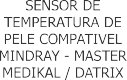 SENSOR DE
TEMPERATURA DE
PELE COMPATIVEL
MINDRAY - MASTER
MEDIKAL / DATRIX